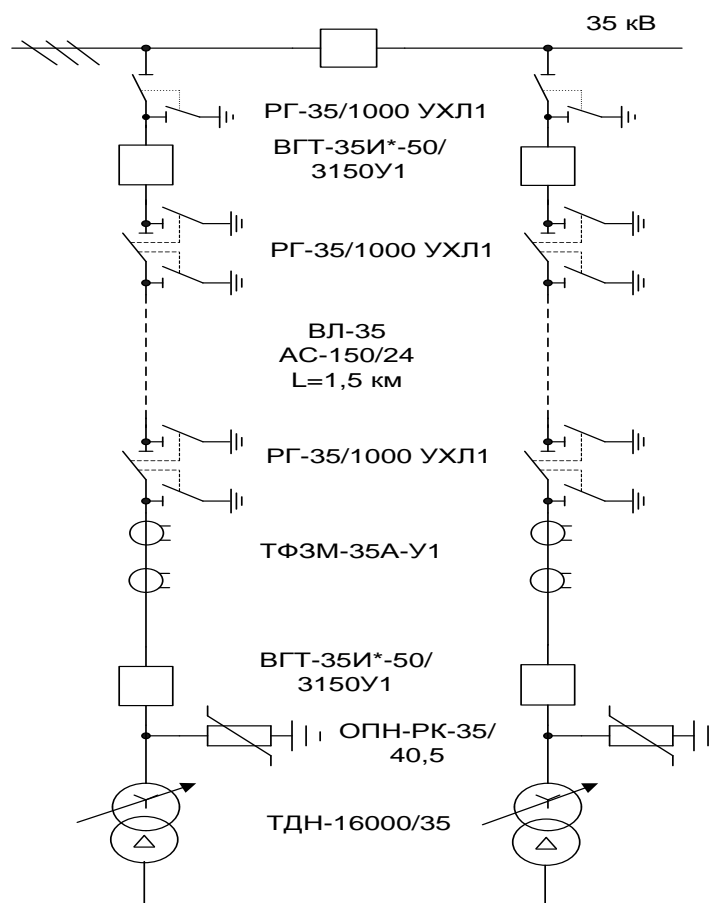 35 кВ
РГ-35/1000 УХЛ1
ВГТ-35И*-50/
3150У1
РГ-35/1000 УХЛ1
ВЛ-35
АС-150/24
L=1,5 км
РГ-35/1000 УХЛ1
ТФЗМ-35А-У1
ВГТ-35И*-50/
3150У1
ОПН-РК-35/
40,5
ТДН-16000/35